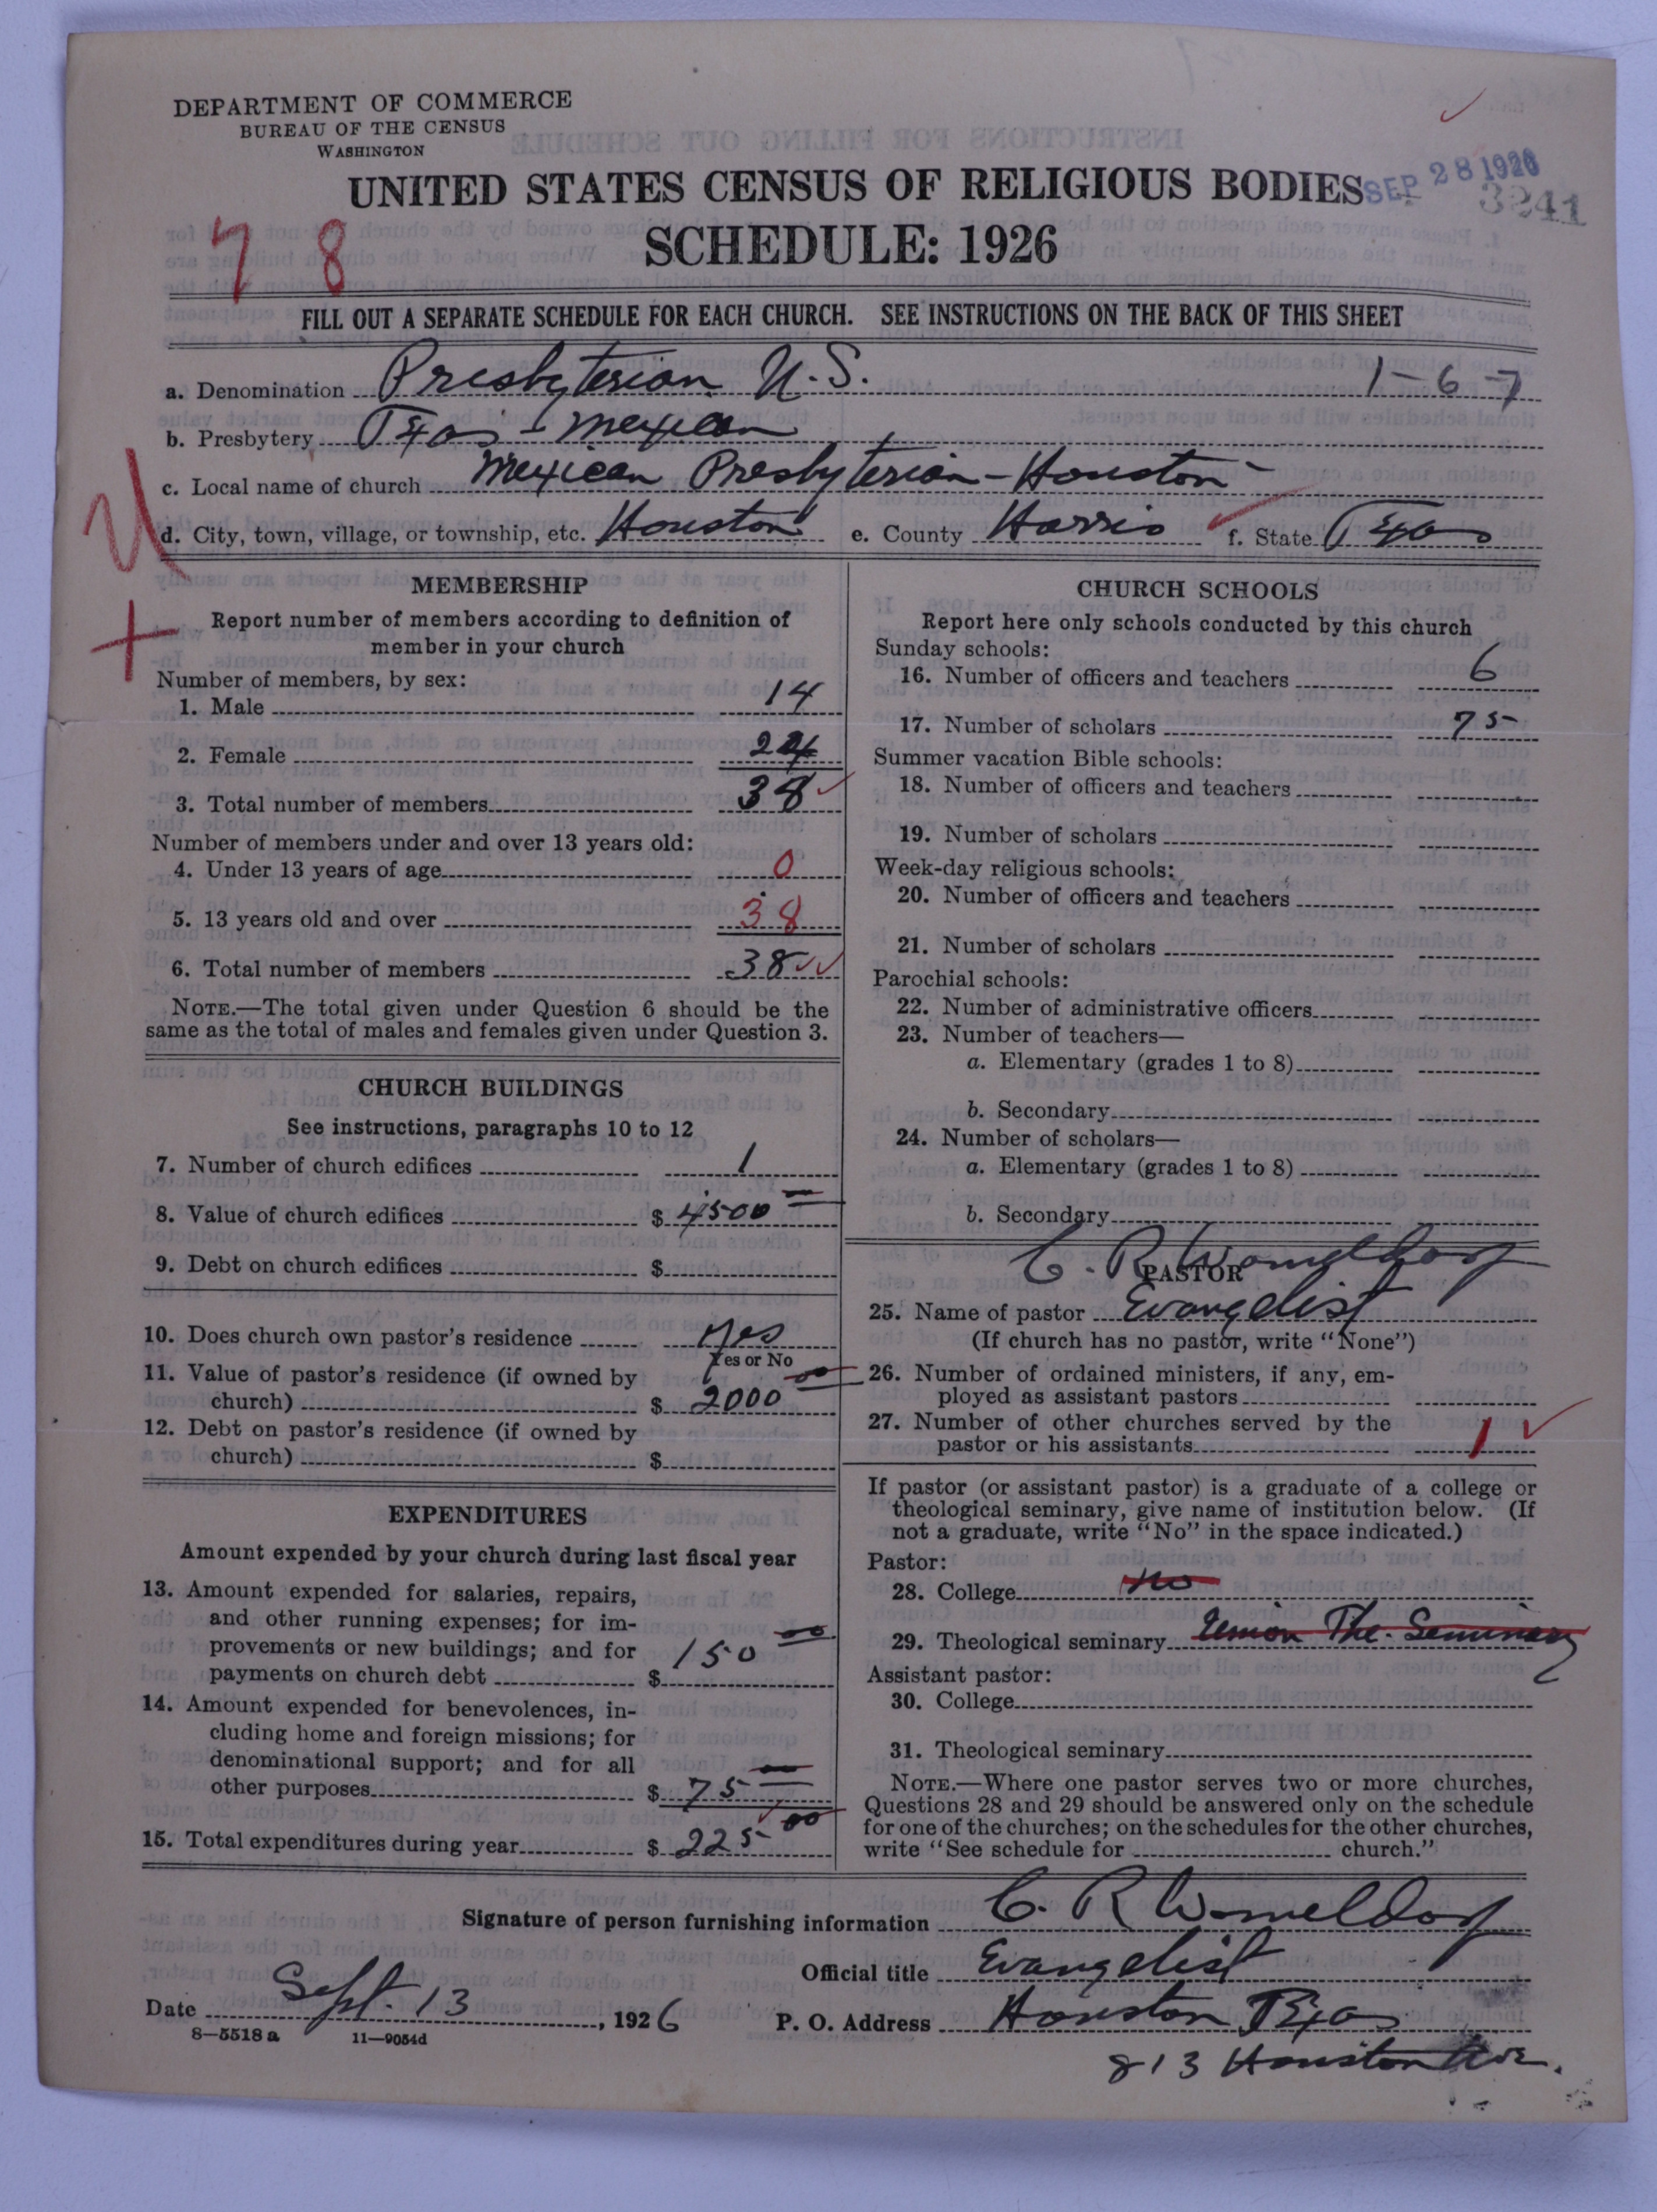 DEPARTMENT OF COMMERCE
BUREAU OF THE CENSUS
WASHINGTON
UNITED STATES CENSUS OF RELIGIOUS BODIES
SEP 28 1926
3241
SCHEDULE: 1926
7 8
FILL OUT A SEPARATE SCHEDULE FOR EACH CHURCH. SEE INSTRUCTIONS ON THE BACK OF THIS SHEET
a. Denomination Presbyterian U.S. 1-6-7
b. Presbytery Texas-Mexican
c. Local name of church Mexican Presbyterian-Houston
d. City, town, village, or township, etc. Houston e. County Harris f. State Texas
MEMBERSHIP
Report number of members according to definition of
member in your church
Number of members, by sex:
1. Male 14
2. Female 24
3. Total number of members 38
Number of members under and over 13 years old:
4. Under 13 years of age 0
5. 13 years old and over 38
6. Total number of members 38
NOTE.—The total given under Question 6 should be the
same as the total of males and females given under Question 3.
CHURCH BUILDINGS
See instructions, paragraphs 10 to 12
7. Number of church edifices 1
8. Value of church edifices $ 4500 00
9. Debt on church edifices $
10. Does church own pastor's residence yes
Yes or No
11. Value of pastor's residence (if owned by
church) $ 2000 00
12. Debt on pastor's residence (if owned by
church) $
EXPENDITURES
Amount expended by your church during last fiscal year
13. Amount expended for salaries, repairs,
and other running expenses; for im-
provements or new buildings; and for
payments on church debt $ 150 00
14. Amount expended for benevolences, in-
cluding home and foreign missions; for
denominational support; and for all
other purposes $ 75
15. Total expenditures during year $ 225 00
CHURCH SCHOOLS
Report here only schools conducted by this church
Sunday schools:
16. Number of officers and teachers 6
17. Number of scholars 75
Summer vacation Bible schools:
18. Number of officers and teachers
19. Number of scholars
Week-day religious schools:
20. Number of officers and teachers
21. Number of scholars
Parochial schools:
22. Number of administrative officers
23. Number of teachers—
a. Elementary (grades 1 to 8)
b. Secondary
24. Number of scholars—
a. Elementary (grades 1 to 8)
b. Secondary
C. R. Womeldorf
PASTOR
25. Name of pastor Evangelist
(If church has no pastor, write "None")
26. Number of ordained ministers, if any, em-
ployed as assistant pastors
27. Number of other churches served by the
pastor or his assistants 1
If pastor (or assistant pastor) is a graduate of a college or
theological seminary, give name of institution below. (If
not a graduate, write "No" in the space indicated.)
Pastor:
28. College no
29. Theological seminary Union The. Seminary
Assistant pastor:
30. College
31. Theological seminary
NOTE.—Where one pastor serves two or more churches,
Questions 28 and 29 should be answered only on the schedule
for one of the churches; on the schedules for the other churches,
write "See schedule for church."
Signature of person furnishing information C. R. Womeldorf
Official title Evangelist
Date Sept. 13, 1926 P. O. Address Houston Texas
8—5518 a 11—9054d
813 Houston Ave.